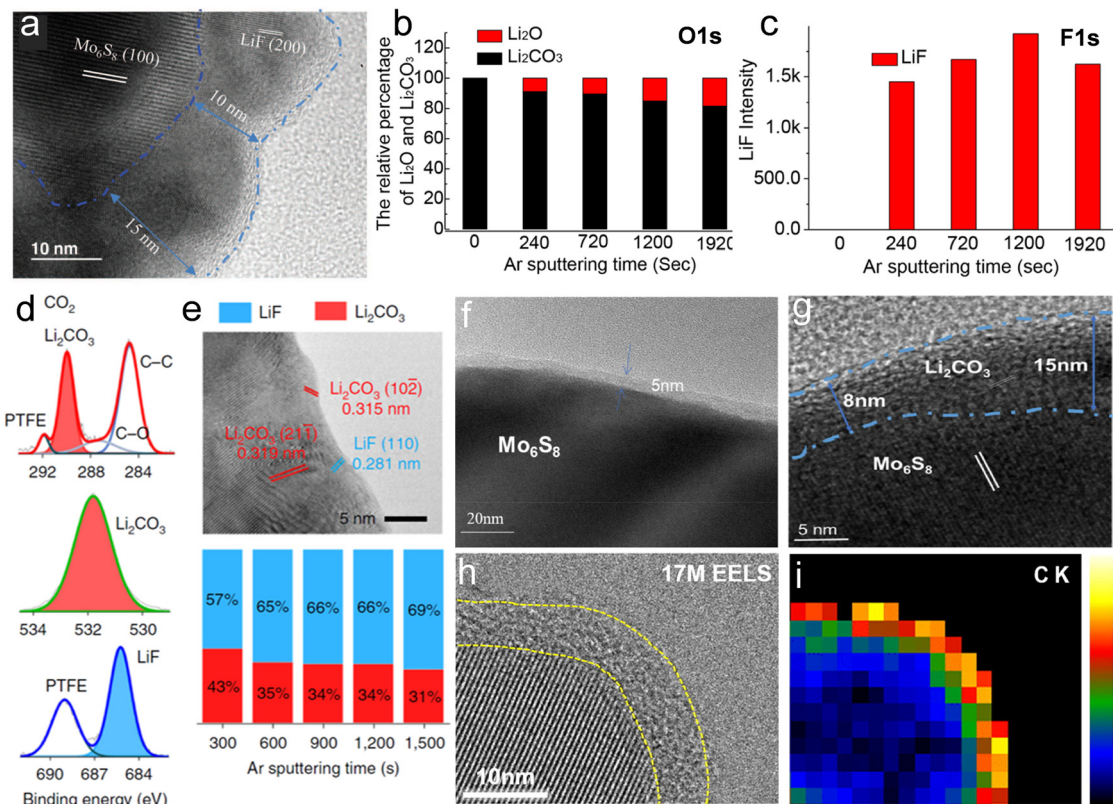 a
Mo₆S₈ (100)
LiF (200)
10 nm
15 nm
10 nm
b
Li₂O
Li₂CO₃
O1s
The relative percentage
of Li₂O and Li₂CO₃
120
100
80
60
40
20
0
0 240 720 1200 1920
Ar sputtering time (Sec)
c
LiF
F1s
LiF Intensity
1.5k
1.0k
500.0
0.0
0 240 720 1200 1920
Ar sputtering time (sec)
d
CO₂
Li₂CO₃
C–C
PTFE
C–O
292 288 284
Li₂CO₃
534 532 530
LiF
PTFE
690 687 684
Binding energy (eV)
e
LiF
Li₂CO₃
Li₂CO₃ (102̄)
0.315 nm
Li₂CO₃ (211̄)
0.319 nm
LiF (110)
0.281 nm
5 nm
57% 65% 66% 66% 69%
43% 35% 34% 34% 31%
300 600 900 1,200 1,500
Ar sputtering time (s)
f
5nm
Mo₆S₈
20nm
g
Li₂CO₃
8nm
15nm
Mo₆S₈
5 nm
h
17M EELS
10nm
i
C K